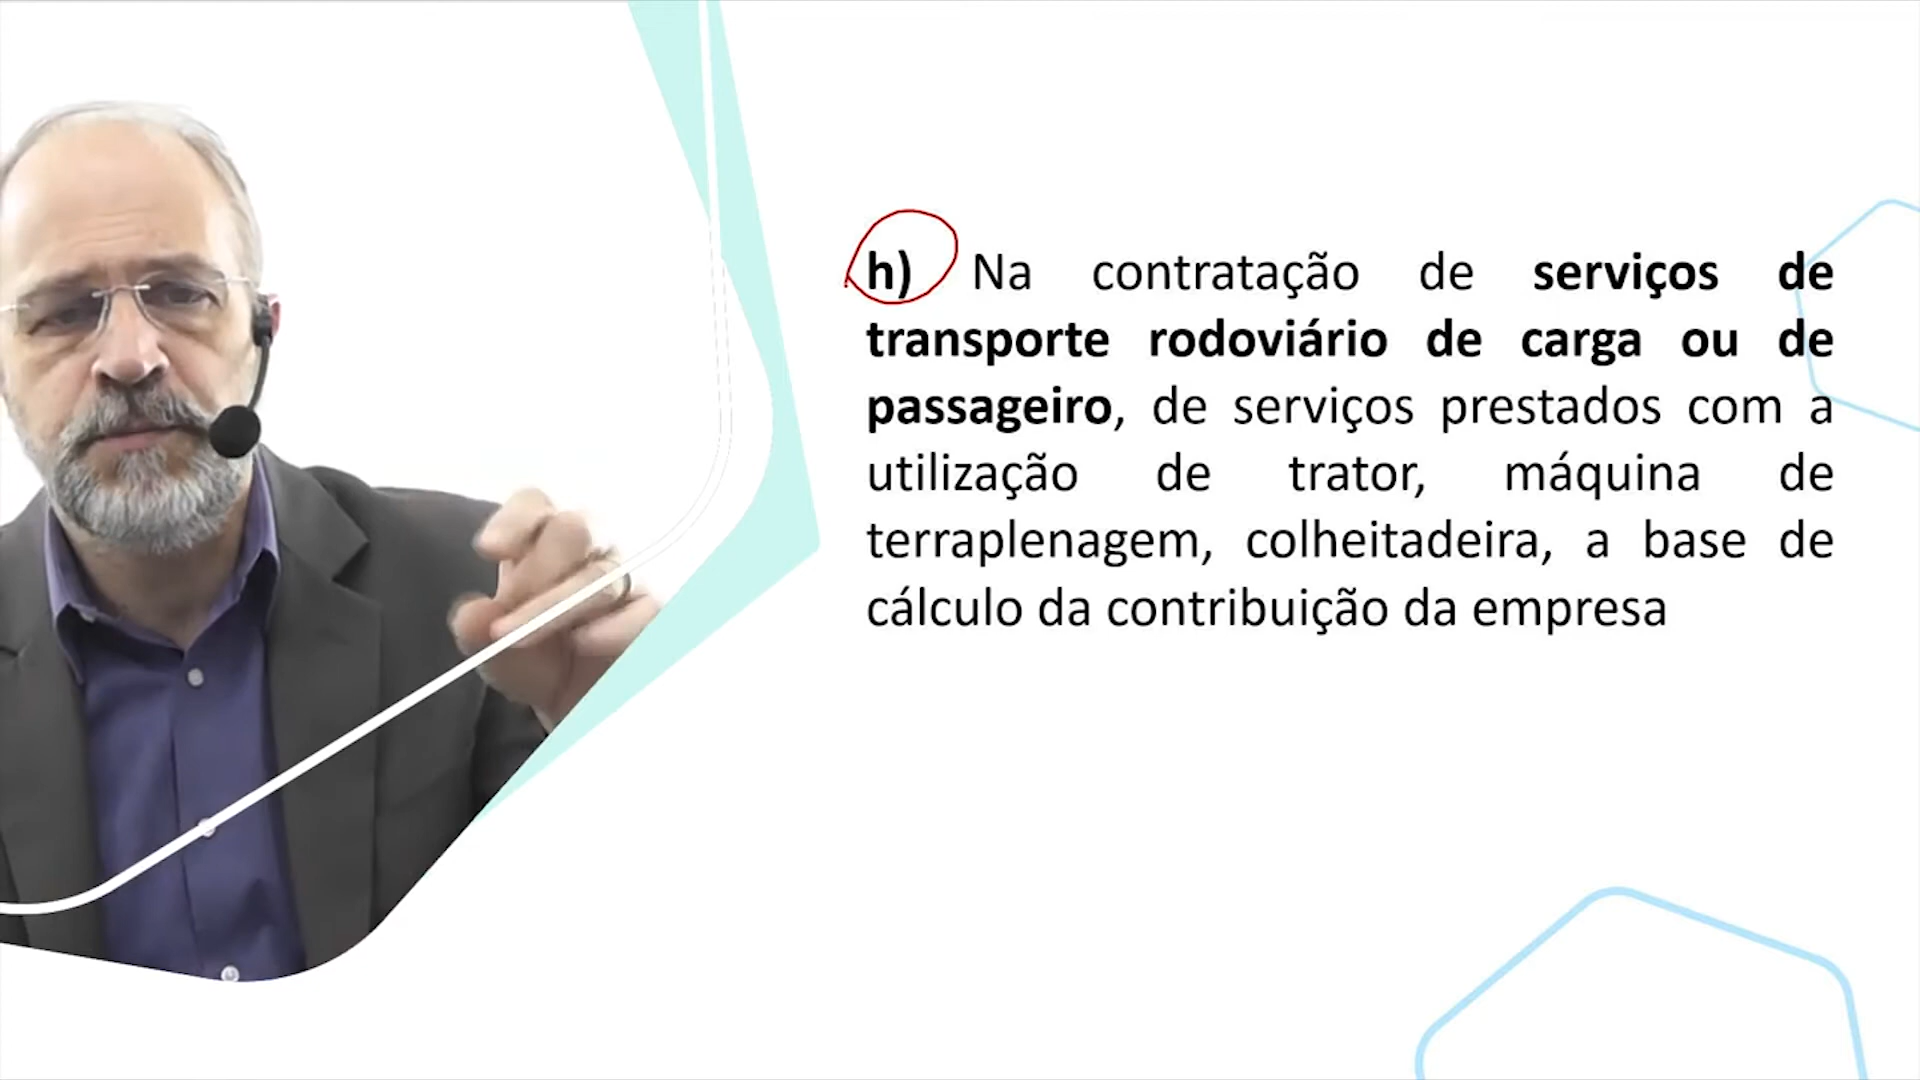 h) Na contratação de serviços de
transporte rodoviário de carga ou de
passageiro, de serviços prestados com a
utilização de trator, máquina de
terraplenagem, colheitadeira, a base de
cálculo da contribuição da empresa